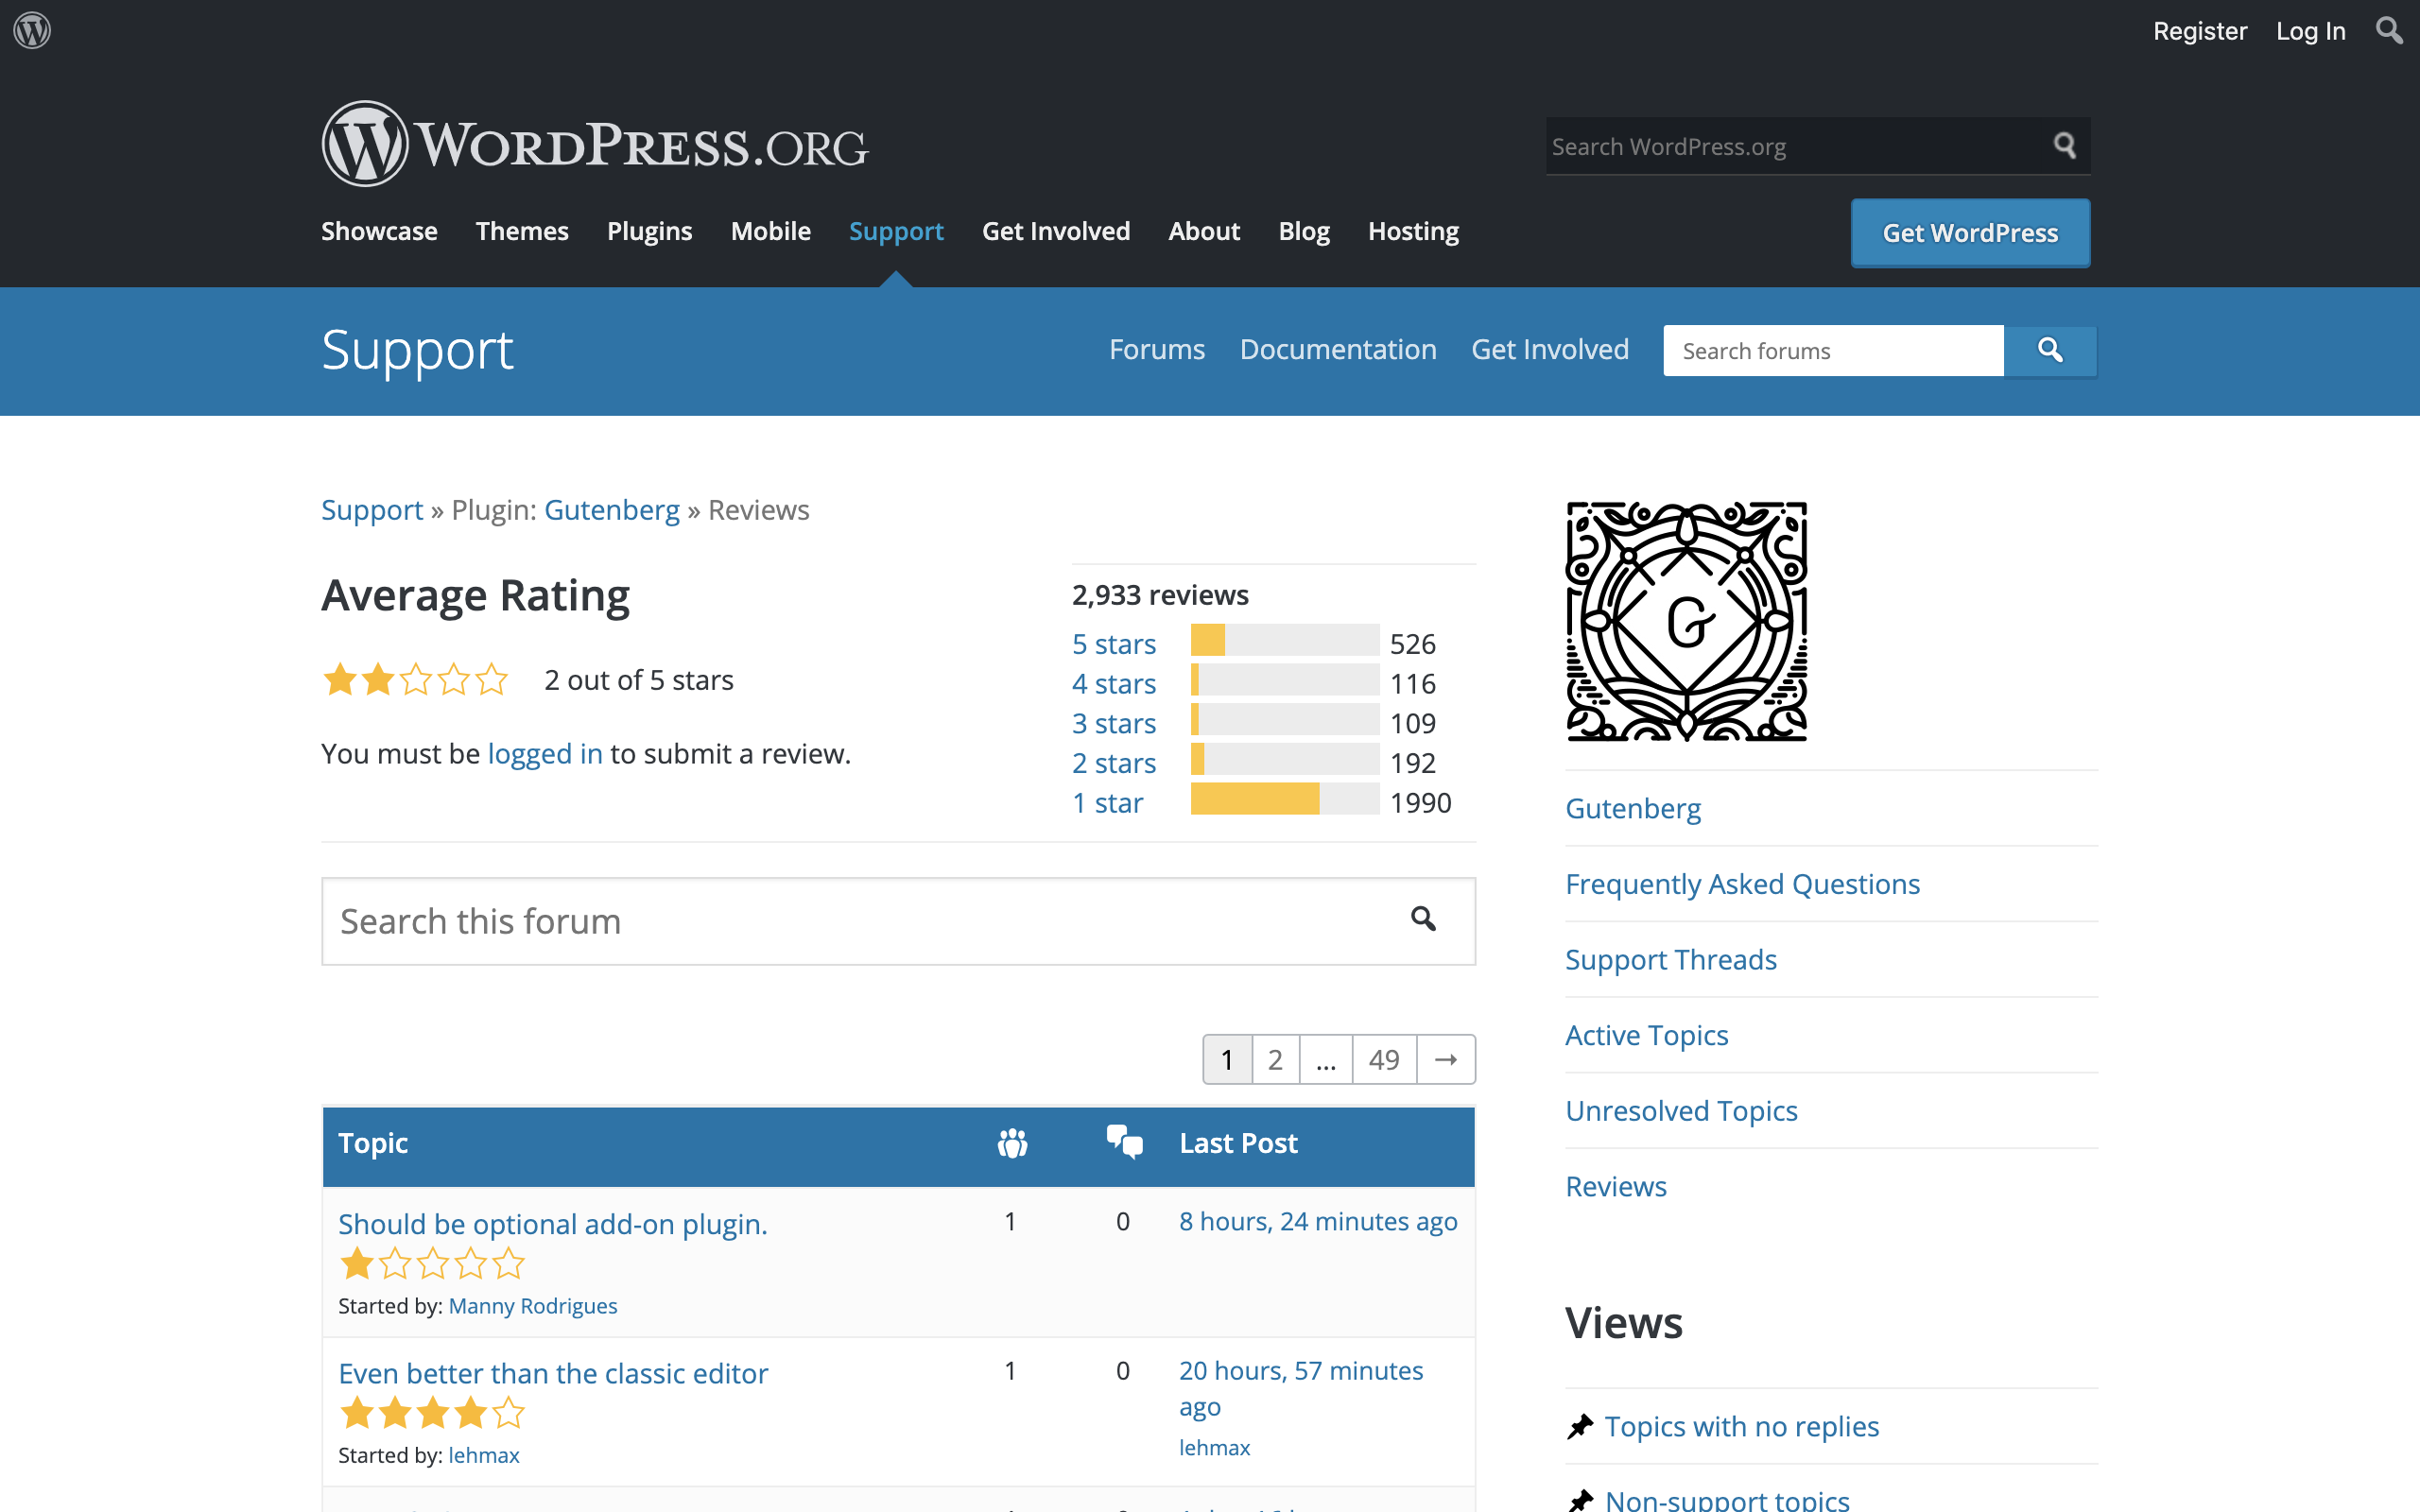 Register Log In
WORDPRESS.ORG
Search WordPress.org
Showcase Themes Plugins Mobile Support Get Involved About Blog Hosting
Get WordPress
Support
Forums Documentation Get Involved
Search forums
Support » Plugin: Gutenberg » Reviews
Average Rating
2 out of 5 stars
You must be logged in to submit a review.
2,933 reviews
5 stars 526
4 stars 116
3 stars 109
2 stars 192
1 star 1990
Search this forum
1 2 ... 49 →
Topic Last Post
Should be optional add-on plugin. 1 0 8 hours, 24 minutes ago
Started by: Manny Rodrigues
Even better than the classic editor 1 0 20 hours, 57 minutes
ago
lehmax
Started by: lehmax
G
Gutenberg
Frequently Asked Questions
Support Threads
Active Topics
Unresolved Topics
Reviews
Views
Topics with no replies
Non-support topics